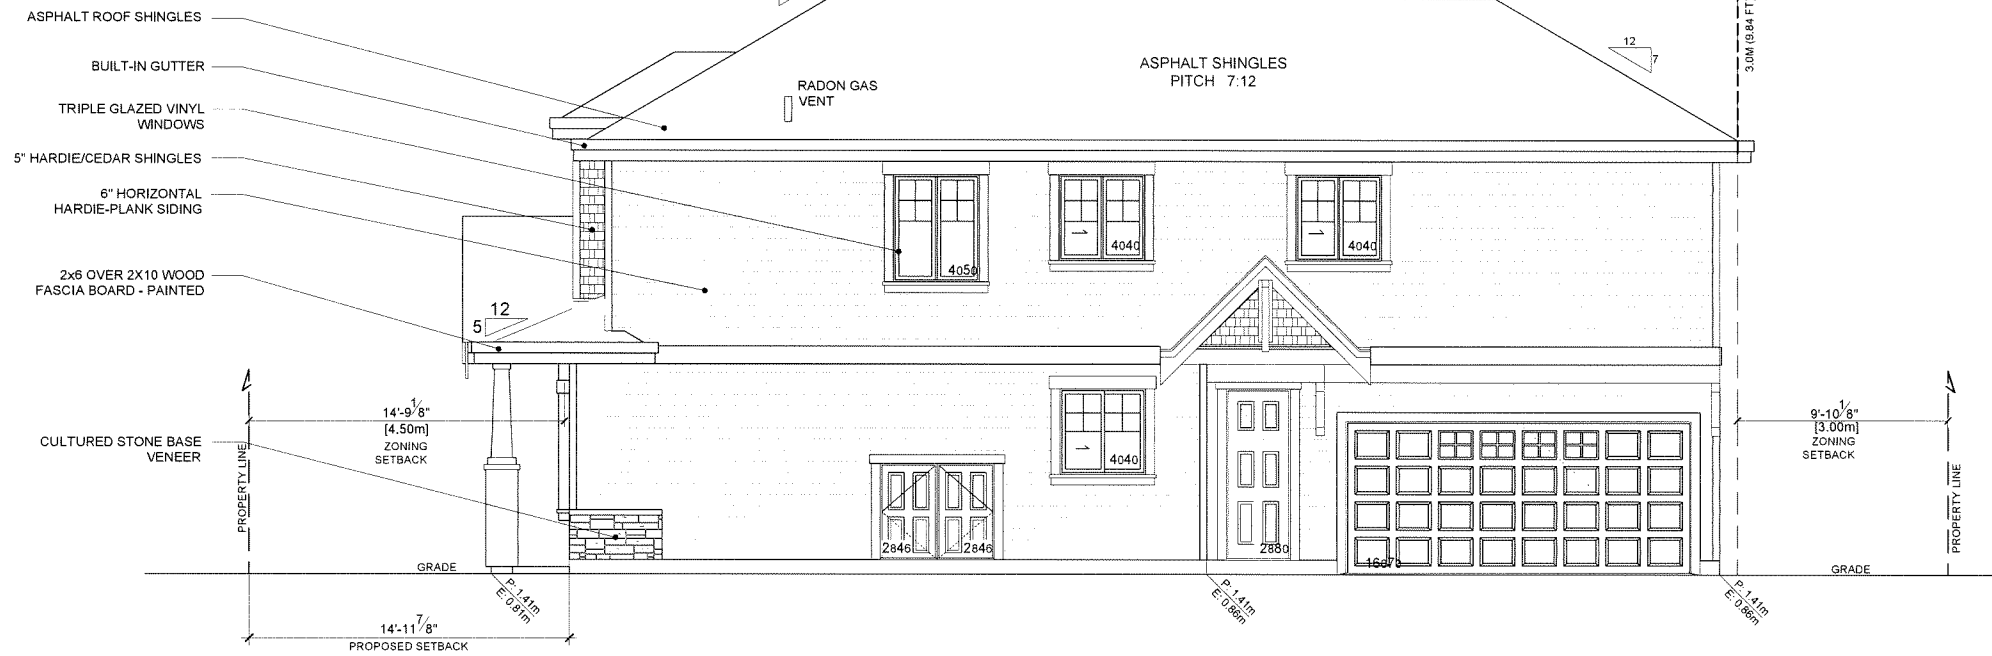 ASPHALT ROOF SHINGLES
BUILT-IN GUTTER
TRIPLE GLAZED VINYL
WINDOWS
5" HARDIE/CEDAR SHINGLES
6" HORIZONTAL
HARDIE-PLANK SIDING
2x6 OVER 2X10 WOOD
FASCIA BOARD - PAINTED
CULTURED STONE BASE
VENEER
RADON GAS
VENT
ASPHALT SHINGLES
PITCH 7:12
12
7
3.0M (9.84 FT)
4050
4040
4040
12
5
14'-9 1/8"
[4.50m]
ZONING
SETBACK
PROPERTY LINE
4040
2846
2846
2880
9'-10 1/8"
[3.00m]
ZONING
SETBACK
PROPERTY LINE
GRADE
GRADE
P: 1.41m
E: 0.81m
P: 1.41m
E: 0.86m
P: 1.41m
E: 0.86m
14'-11 7/8"
PROPOSED SETBACK